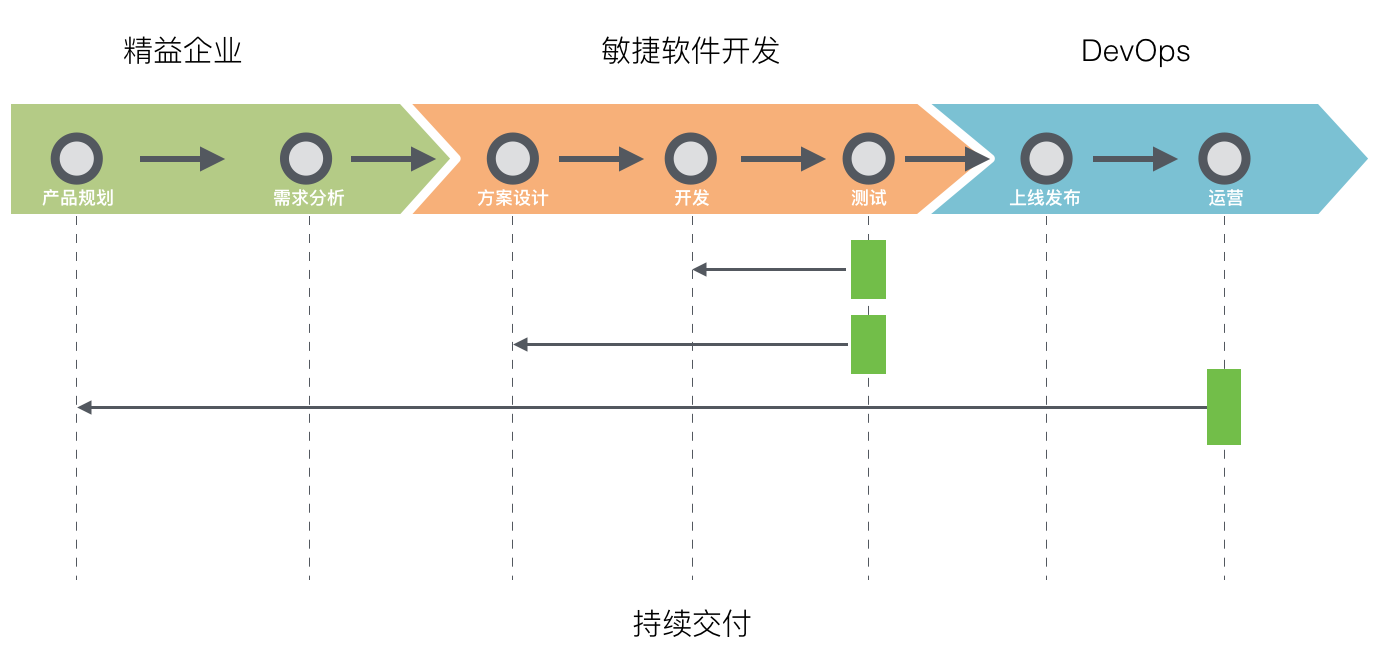 精益企业
敏捷软件开发
DevOps
产品规划
需求分析
方案设计
开发
测试
上线发布
运营
持续交付